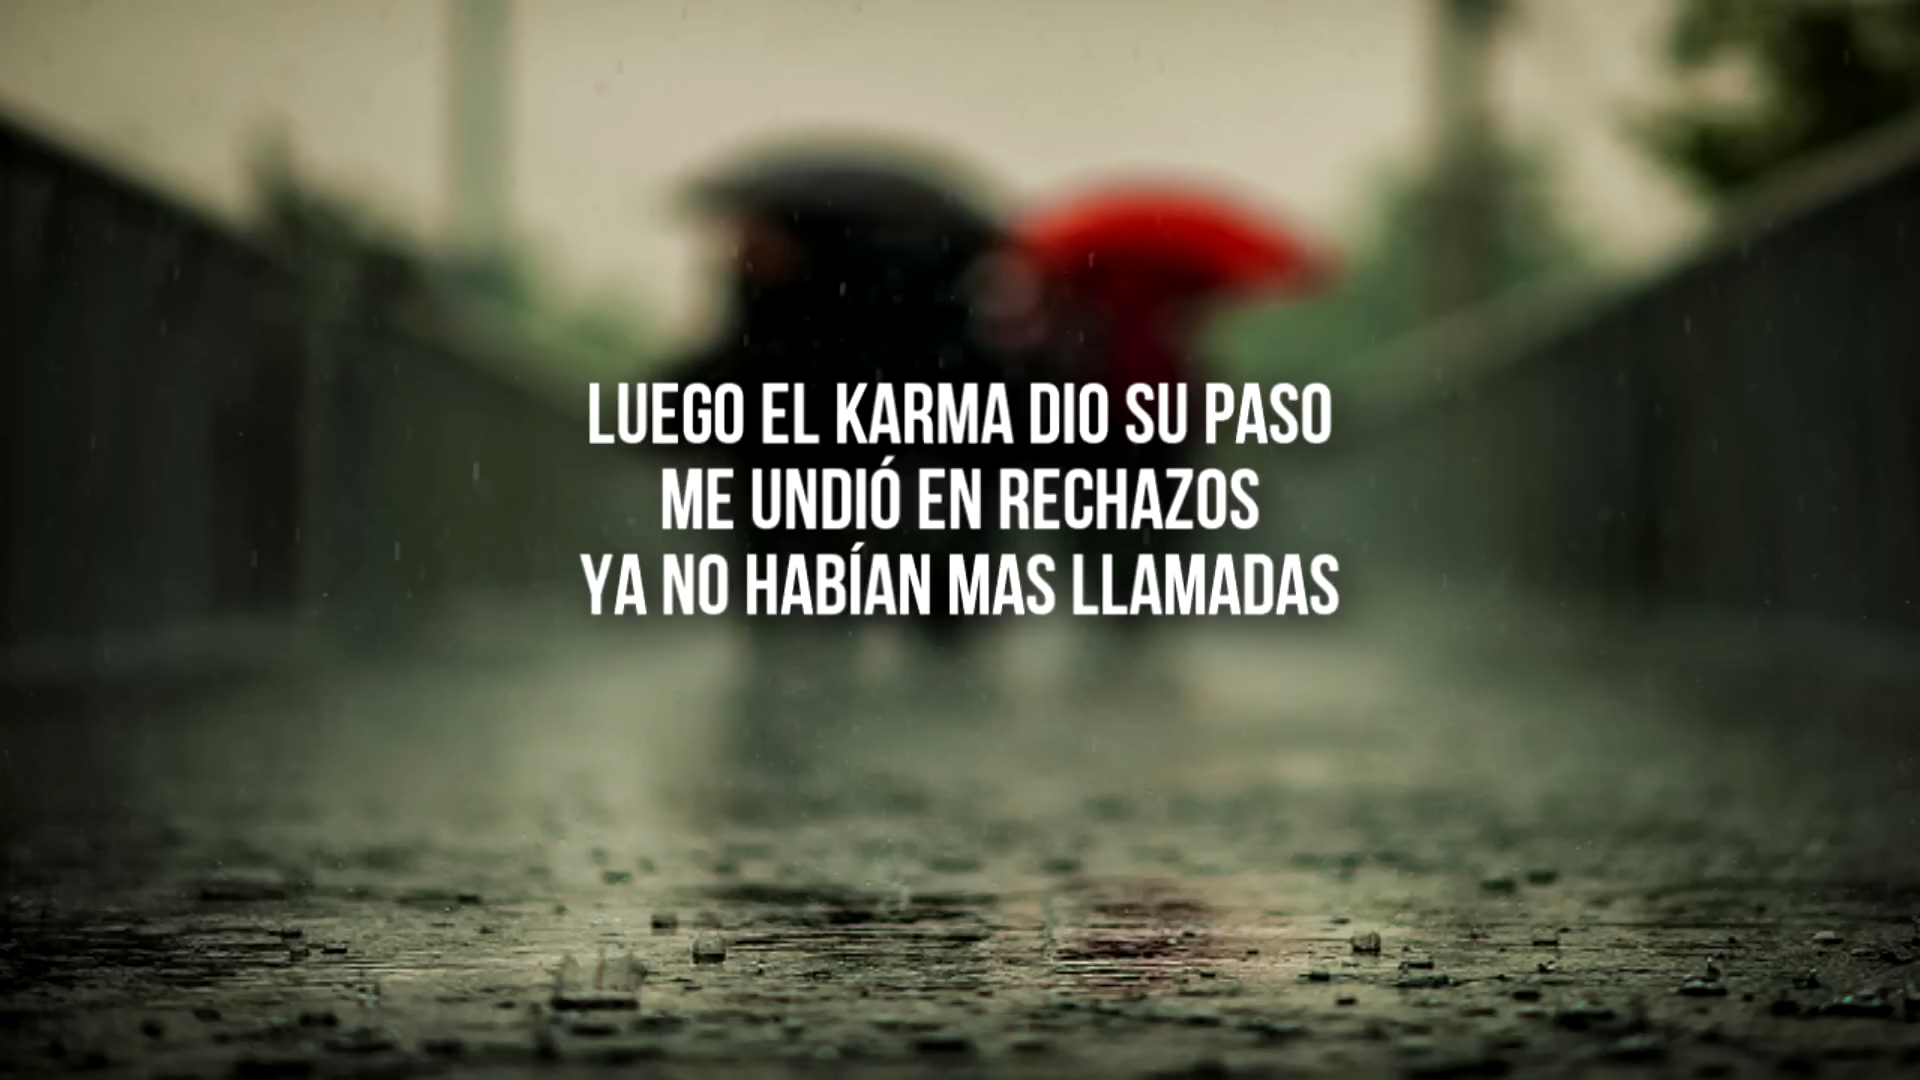 LUEGO EL KARMA DIO SU PASO
ME UNDIÓ EN RECHAZOS
YA NO HABÍAN MAS LLAMADAS